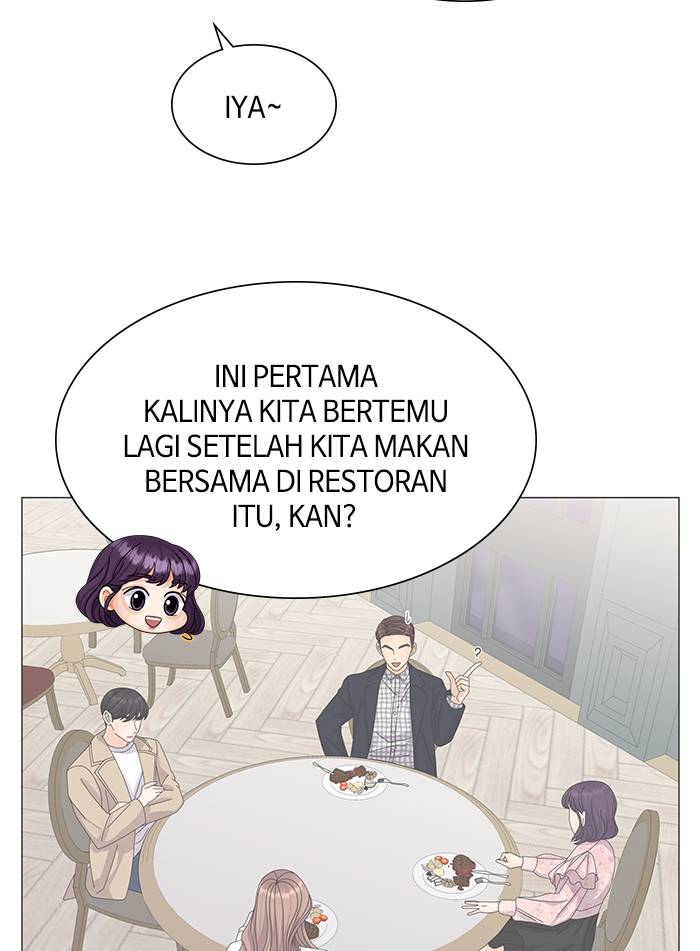 IYA~
INI PERTAMA
KALINYA KITA BERTEMU
LAGI SETELAH KITA MAKAN
BERSAMA DI RESTORAN
ITU, KAN?
?